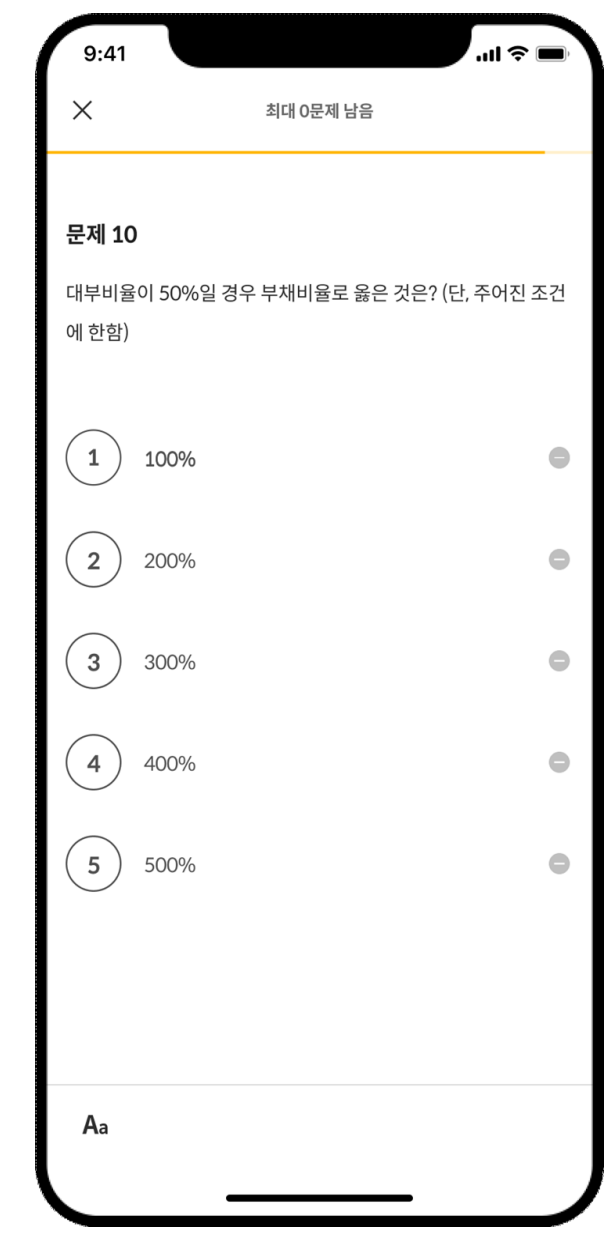 9:41
최대 0문제 남음
문제 10
대부비율이 50%일 경우 부채비율로 옳은 것은? (단, 주어진 조건
에 한함)
1 100%
2 200%
3 300%
4 400%
5 500%
Aa